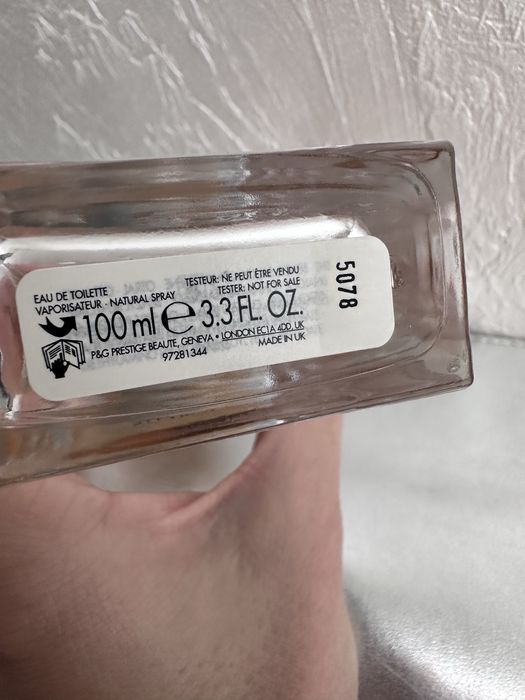 EAU DE TOILETTE
VAPORISATEUR · NATURAL SPRAY
TESTEUR: NE PEUT ÊTRE VENDU
TESTER: NOT FOR SALE
100 ml e 3.3 FL. OZ.
P&G PRESTIGE BEAUTE, GENEVA • LONDON EC1A 4DD, UK
97281344
MADE IN UK
5078